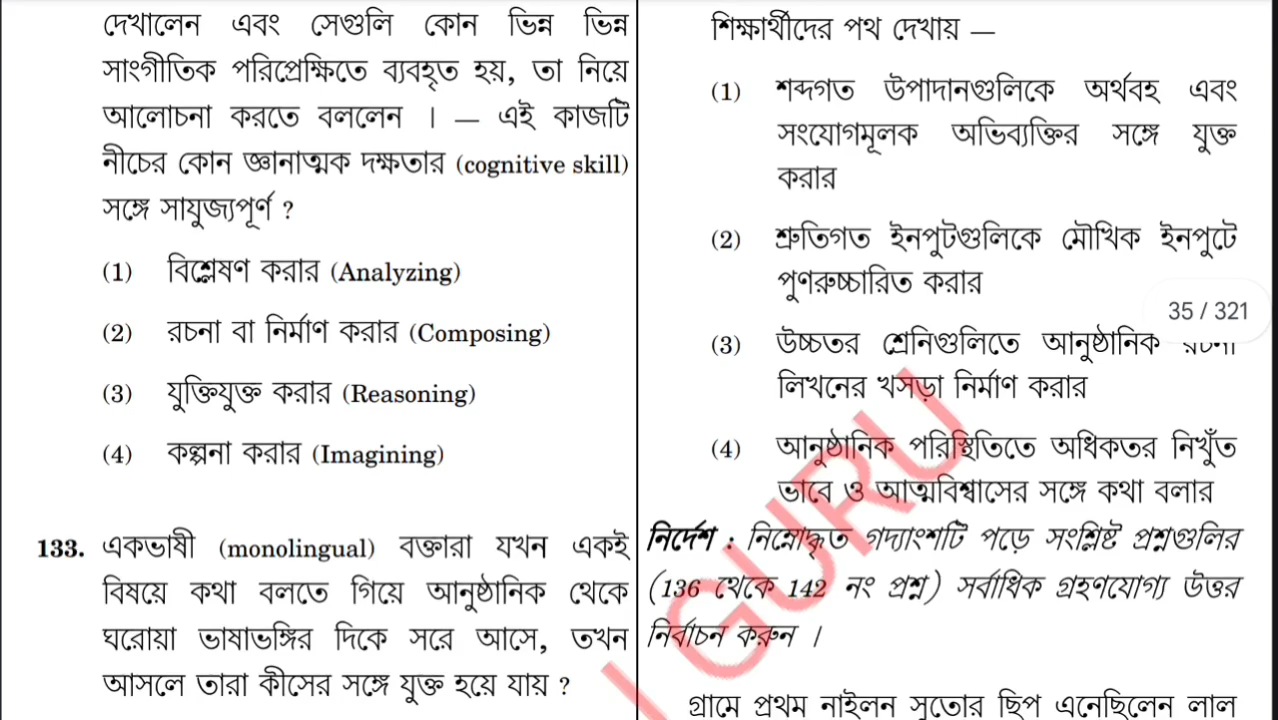 দেখালেন এবং সেগুলি কোন ভিন্ন ভিন্ন
সাংগীতিক পরিপ্রেক্ষিতে ব্যবহৃত হয়, তা নিয়ে
আলোচনা করতে বললেন । — এই কাজটি
নীচের কোন জ্ঞানাত্মক দক্ষতার (cognitive skill)
সঙ্গে সাযুজ্যপূর্ণ ?
(1) বিশ্লেষণ করার (Analyzing)
(2) রচনা বা নির্মাণ করার (Composing)
(3) যুক্তিযুক্ত করার (Reasoning)
(4) কল্পনা করার (Imagining)
133. একভাষী (monolingual) বক্তারা যখন একই
বিষয়ে কথা বলতে গিয়ে আনুষ্ঠানিক থেকে
ঘরোয়া ভাষাভঙ্গির দিকে সরে আসে, তখন
আসলে তারা কীসের সঙ্গে যুক্ত হয়ে যায় ?
শিক্ষার্থীদের পথ দেখায় —
(1) শব্দগত উপাদানগুলিকে অর্থবহ এবং
সংযোগমূলক অভিব্যক্তির সঙ্গে যুক্ত
করার
(2) শ্রুতিগত ইনপুটগুলিকে মৌখিক ইনপুটে
পুণরুচ্চারিত করার
35 / 321
(3) উচ্চতর শ্রেনিগুলিতে আনুষ্ঠানিক রচনা
লিখনের খসড়া নির্মাণ করার
(4) আনুষ্ঠানিক পরিস্থিতিতে অধিকতর নিখুঁত
ভাবে ও আত্মবিশ্বাসের সঙ্গে কথা বলার
নির্দেশ : নিম্নোদ্ধৃত গদ্যাংশটি পড়ে সংশ্লিষ্ট প্রশ্নগুলির
(136 থেকে 142 নং প্রশ্ন) সর্বাধিক গ্রহণযোগ্য উত্তর
নির্বাচন করুন ।
গ্রামে প্রথম নাইলন সুতোর ছিপ এনেছিলেন লাল
GURU